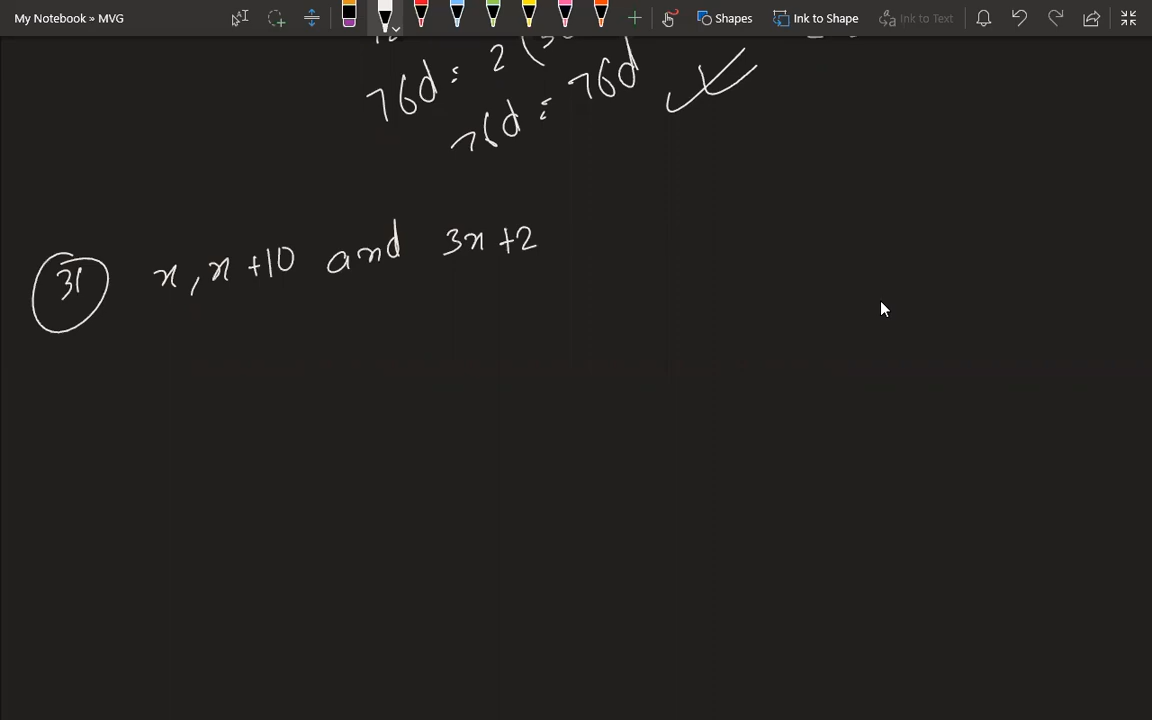 My Notebook » MVG
Shapes
Ink to Shape
Ink to Text
76d = 2 (38
76d = 76d
31 x, x +10 and 3x +2